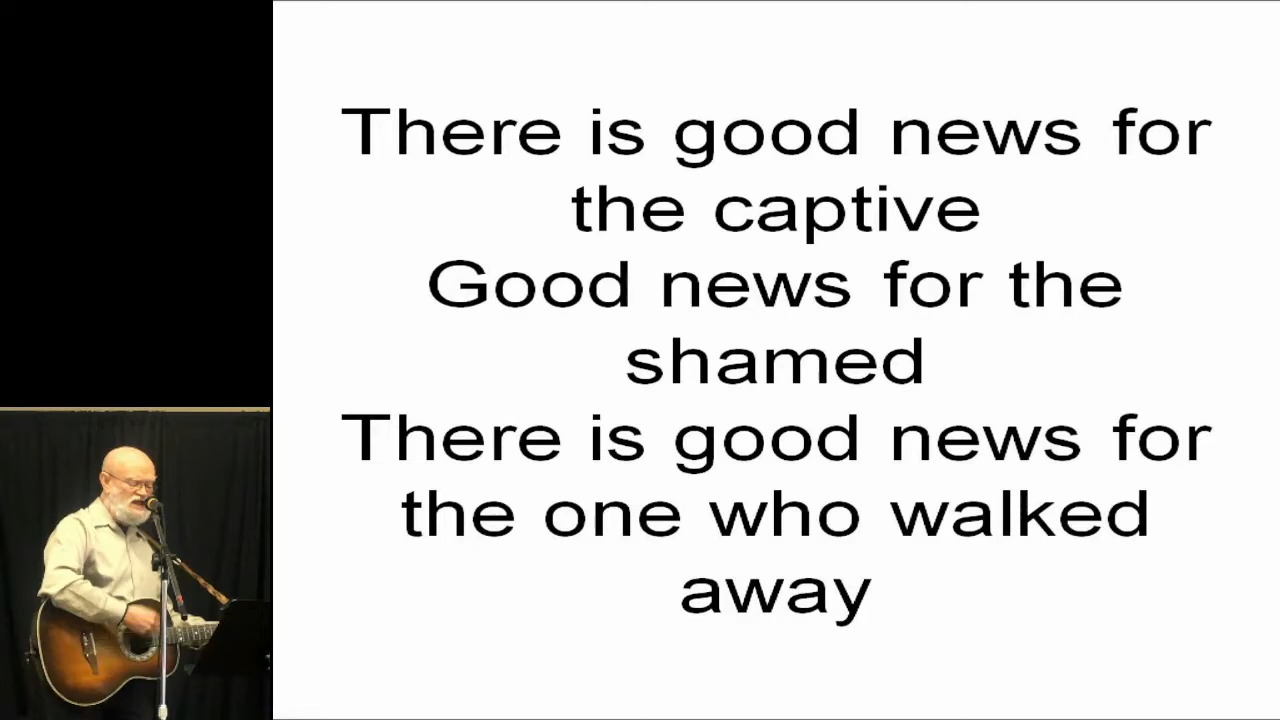 There is good news for
the captive
Good news for the
shamed
There is good news for
the one who walked
away